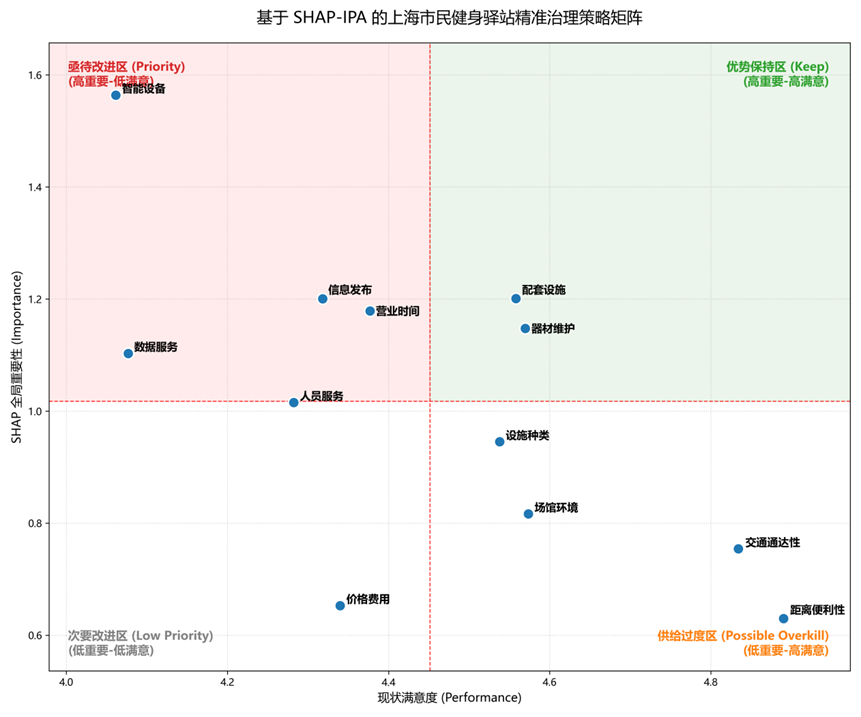 基于 SHAP-IPA 的上海市民健身驿站精准治理策略矩阵
亟待改进区 (Priority)
(高重要-低满意)
优势保持区 (Keep)
(高重要-高满意)
智能设备
信息发布
营业时间
配套设施
器材维护
数据服务
人员服务
设施种类
场馆环境
交通通达性
价格费用
距离便利性
次要改进区 (Low Priority)
(低重要-低满意)
供给过度区 (Possible Overkill)
(低重要-高满意)
SHAP 全局重要性 (Importance)
1.6
1.4
1.2
1.0
0.8
0.6
4.0
4.2
4.4
4.6
4.8
现状满意度 (Performance)